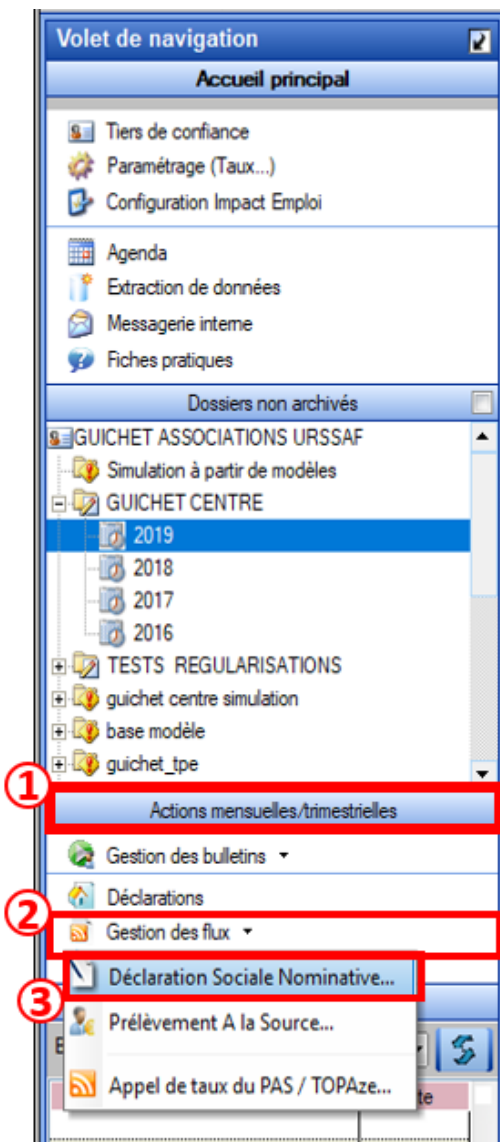 Volet de navigation
Accueil principal
Tiers de confiance
Paramétrage (Taux...)
Configuration Impact Emploi
Agenda
Extraction de données
Messagerie interne
Fiches pratiques
Dossiers non archivés
GUICHET ASSOCIATIONS URSSAF
Simulation à partir de modèles
GUICHET CENTRE
2019
2018
2017
2016
TESTS REGULARISATIONS
guichet centre simulation
base modèle
guichet_tpe
1
Actions mensuelles/trimestrielles
Gestion des bulletins
Déclarations
2
Gestion des flux
3
Déclaration Sociale Nominative...
Prélèvement A la Source...
Appel de taux du PAS / TOPAze...